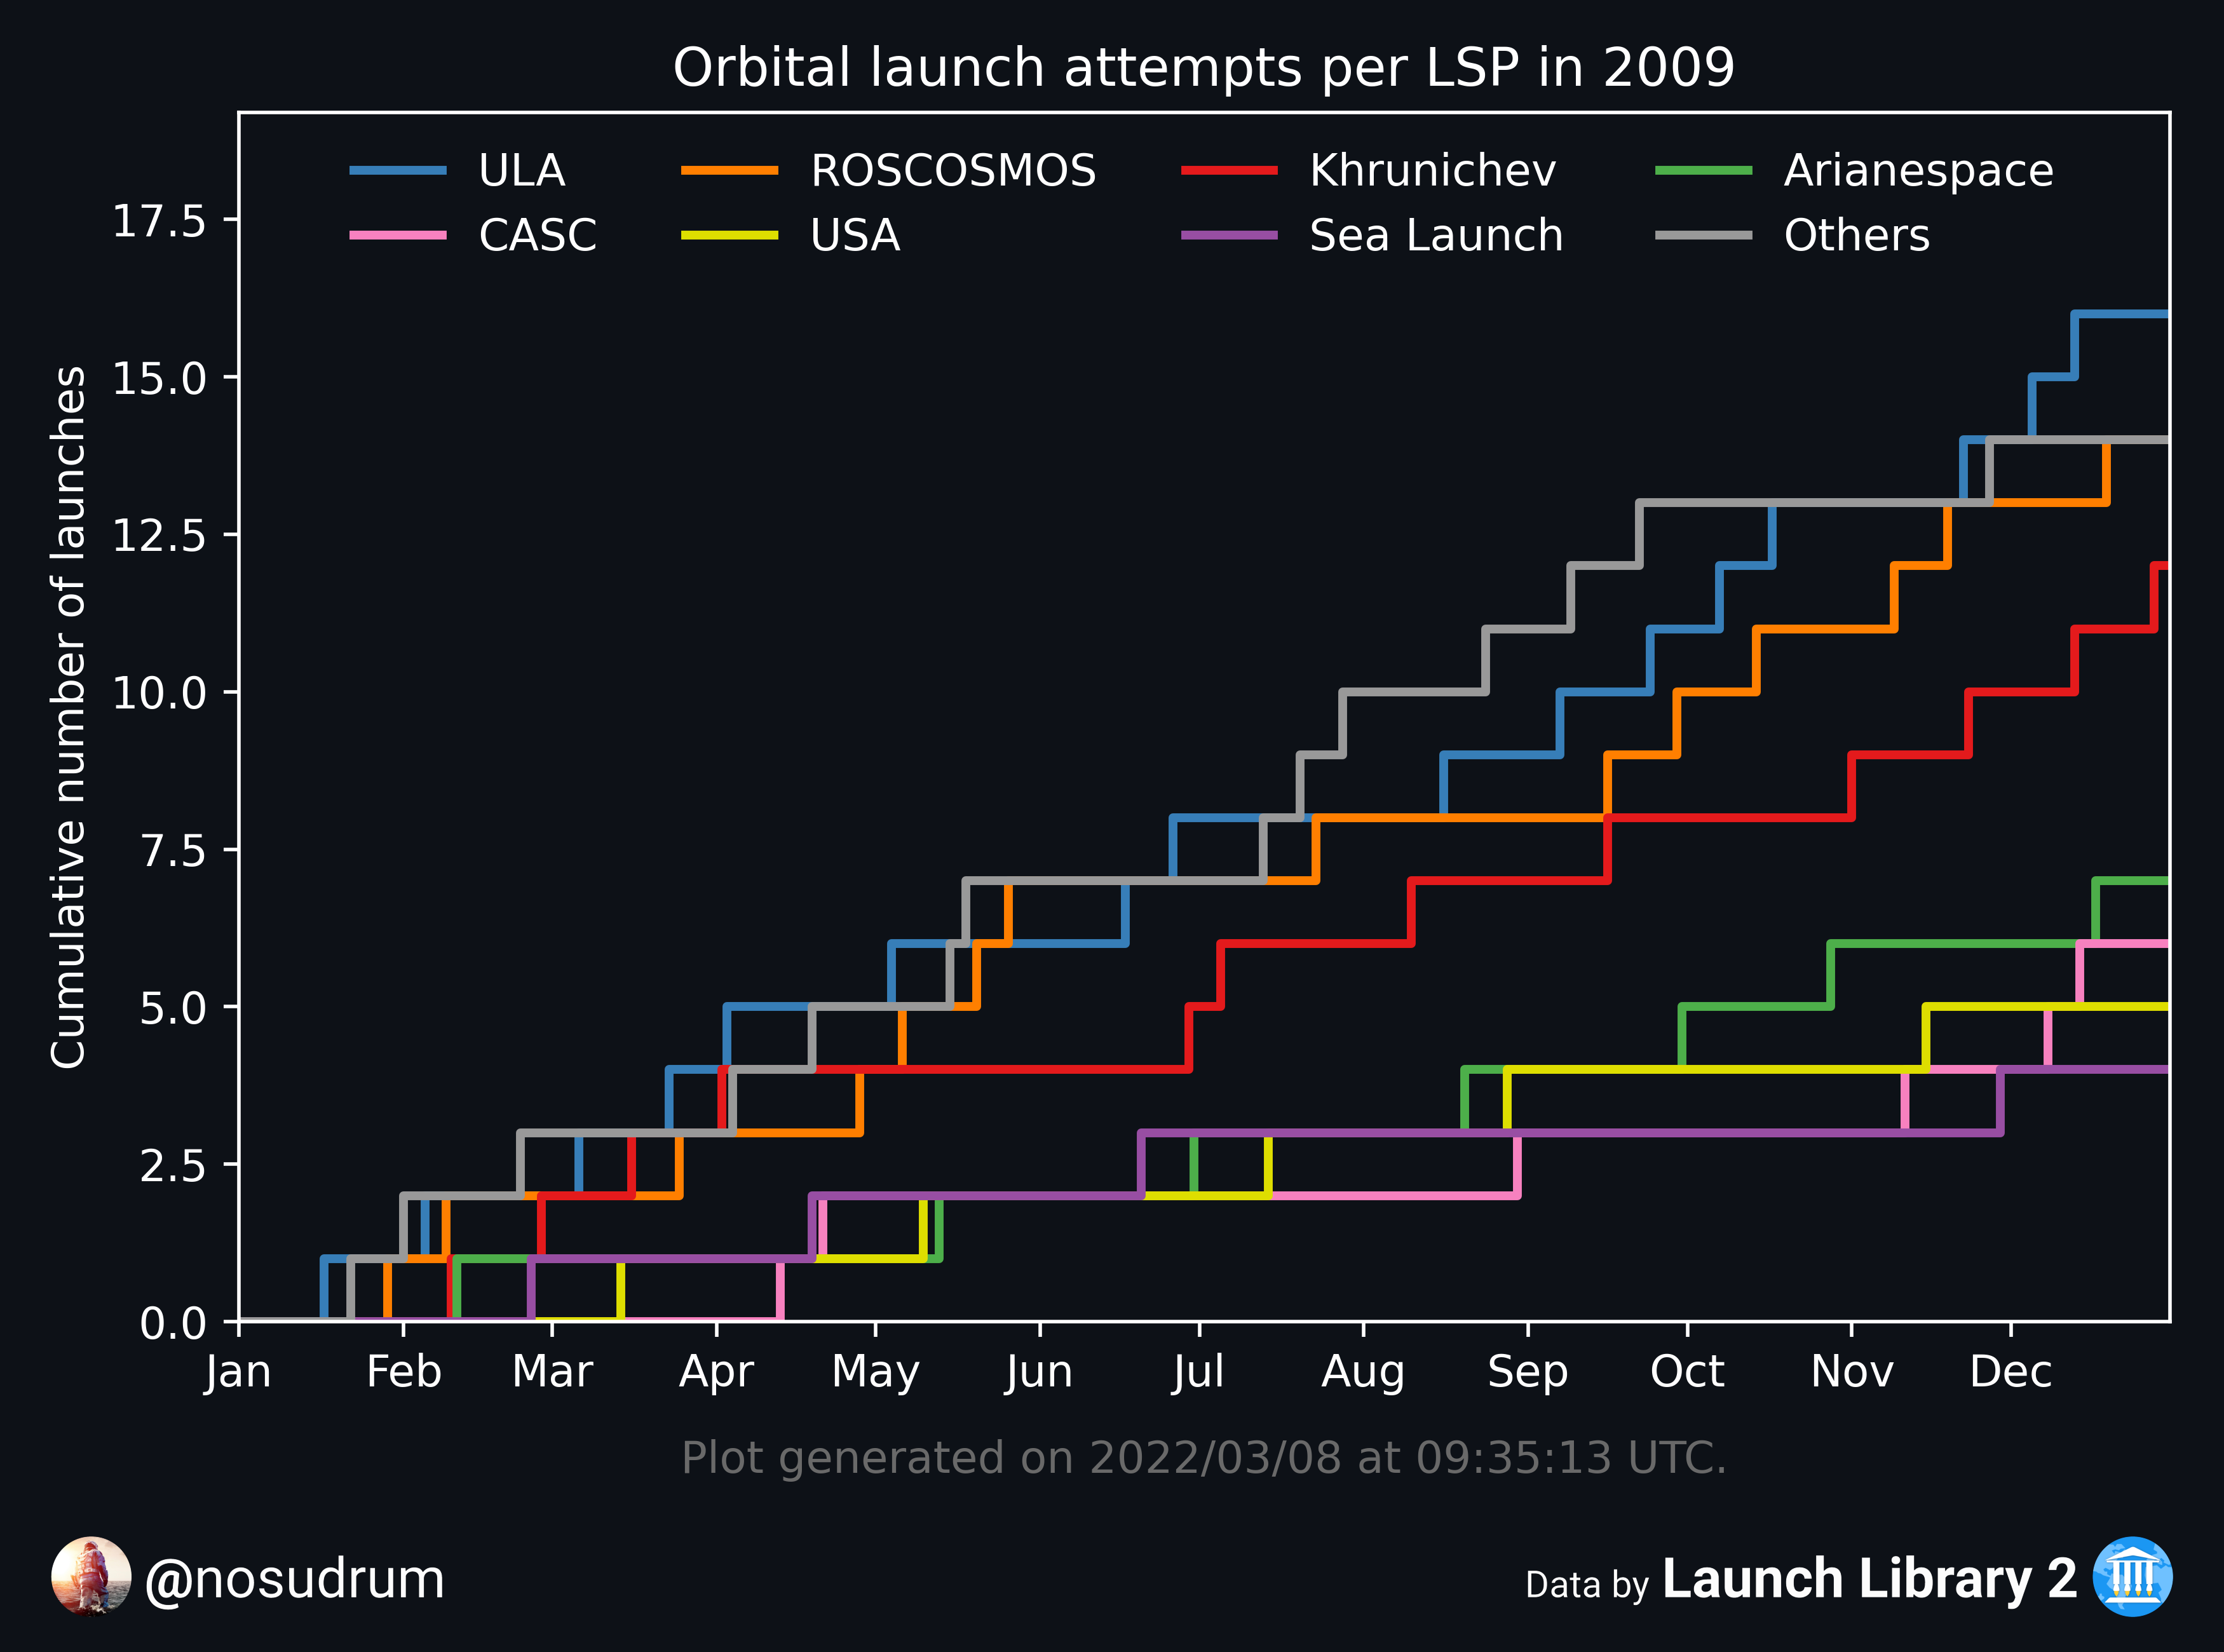 Orbital launch attempts per LSP in 2009
ULA ROSCOSMOS Khrunichev Arianespace
CASC USA Sea Launch Others
Cumulative number of launches
17.5
15.0
12.5
10.0
7.5
5.0
2.5
0.0
Jan Feb Mar Apr May Jun Jul Aug Sep Oct Nov Dec
Plot generated on 2022/03/08 at 09:35:13 UTC.
@nosudrum
Data by Launch Library 2